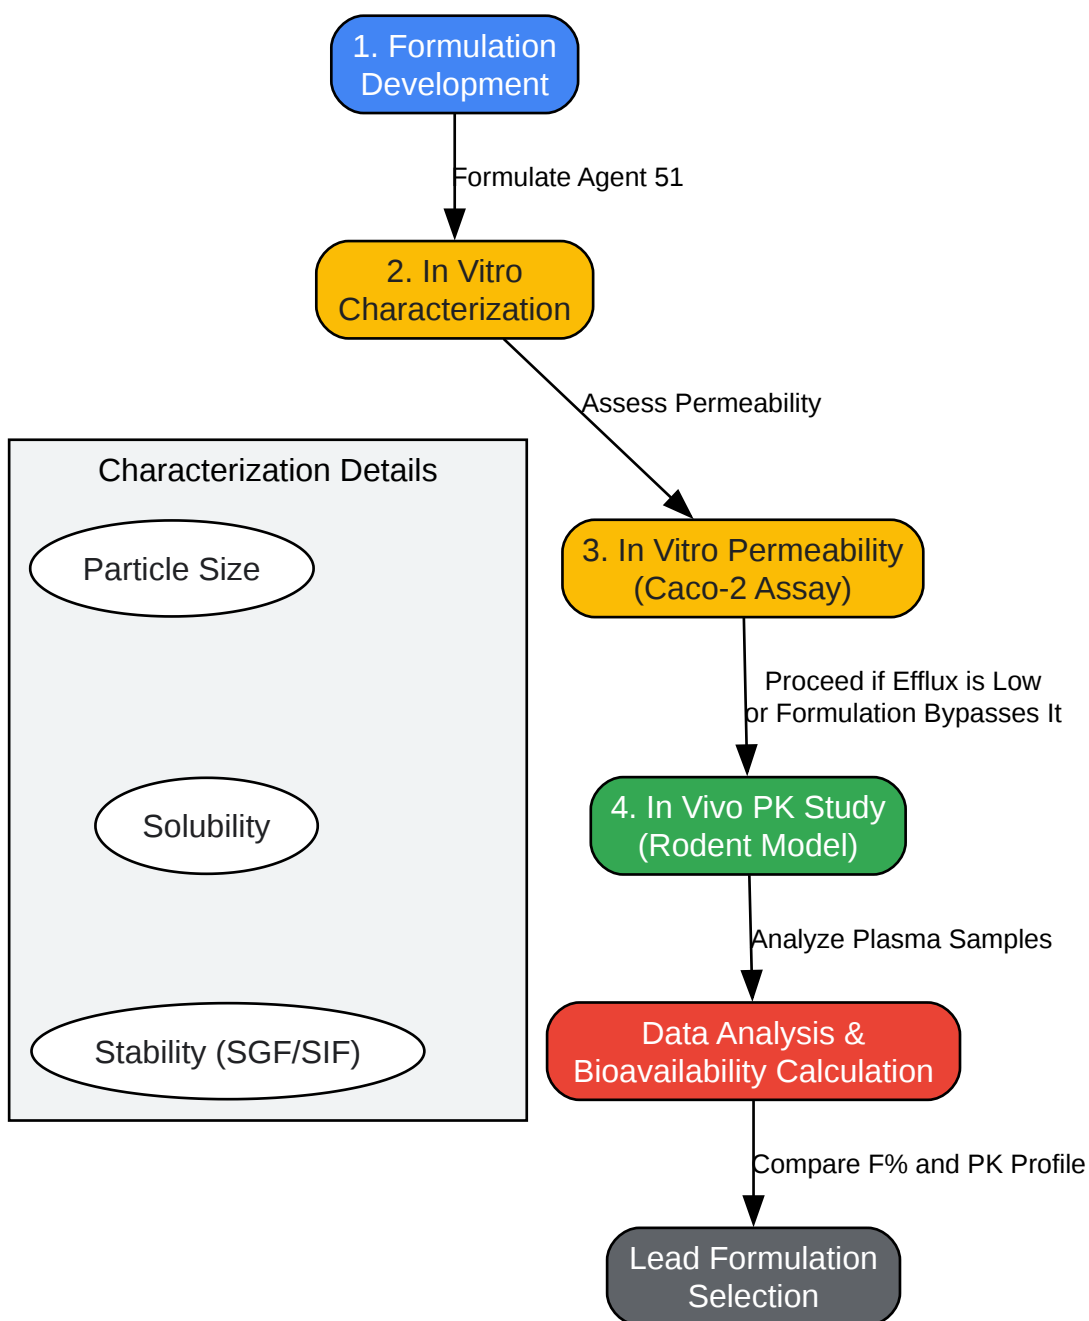 1. Formulation
Development
Formulate Agent 51
2. In Vitro
Characterization
Assess Permeability
Characterization Details
Particle Size
Solubility
Stability (SGF/SIF)
3. In Vitro Permeability
(Caco-2 Assay)
Proceed if Efflux is Low
or Formulation Bypasses It
4. In Vivo PK Study
(Rodent Model)
Analyze Plasma Samples
Data Analysis &
Bioavailability Calculation
Compare F% and PK Profile
Lead Formulation
Selection